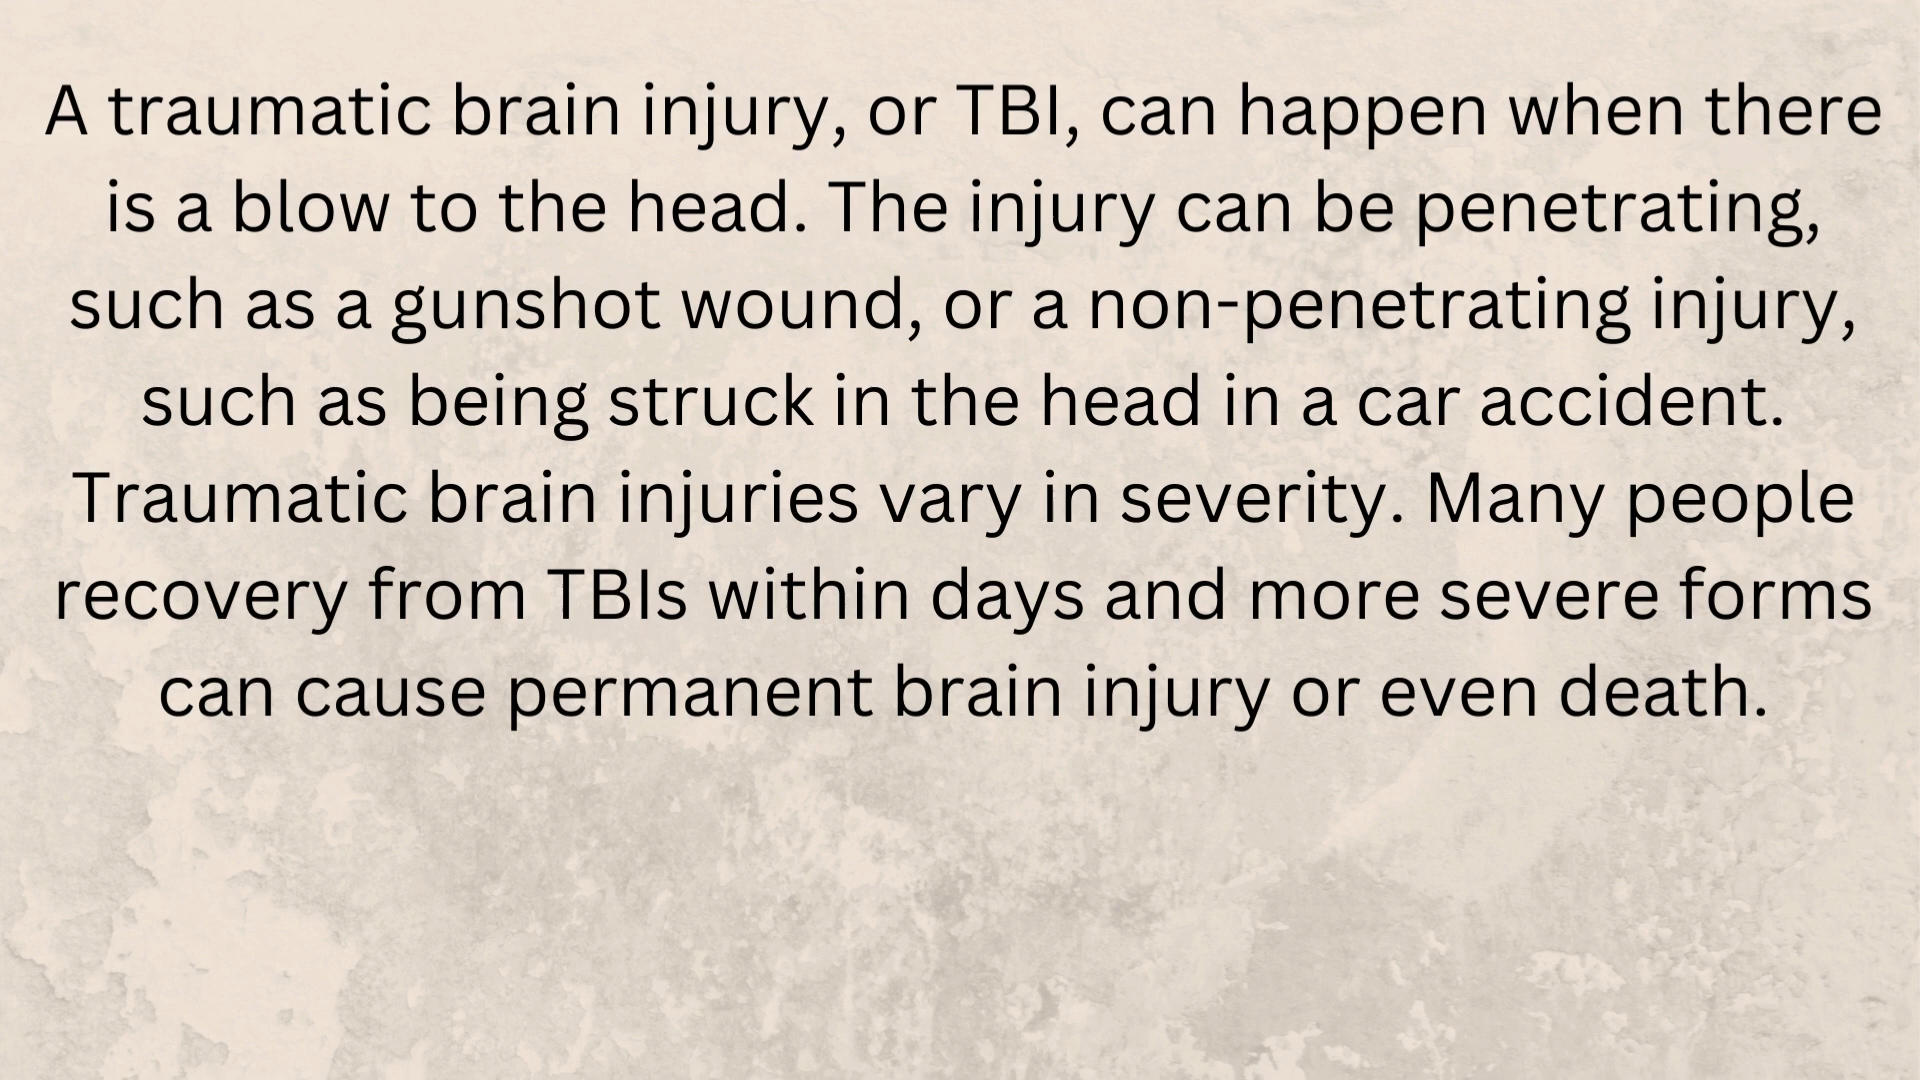 A traumatic brain injury, or TBI, can happen when there
is a blow to the head. The injury can be penetrating,
such as a gunshot wound, or a non-penetrating injury,
such as being struck in the head in a car accident.
Traumatic brain injuries vary in severity. Many people
recovery from TBIs within days and more severe forms
can cause permanent brain injury or even death.